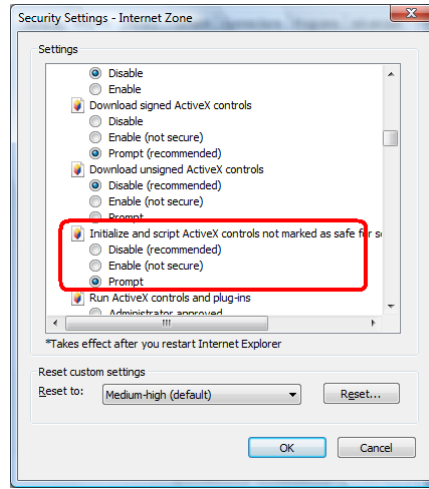 Security Settings - Internet Zone
Settings
Disable
Enable
Download signed ActiveX controls
Disable
Enable (not secure)
Prompt (recommended)
Download unsigned ActiveX controls
Disable (recommended)
Enable (not secure)
Prompt
Initialize and script ActiveX controls not marked as safe for s
Disable (recommended)
Enable (not secure)
Prompt
Run ActiveX controls and plug-ins
Administrator approved
*Takes effect after you restart Internet Explorer
Reset custom settings
Reset to: Medium-high (default) Reset...
OK Cancel